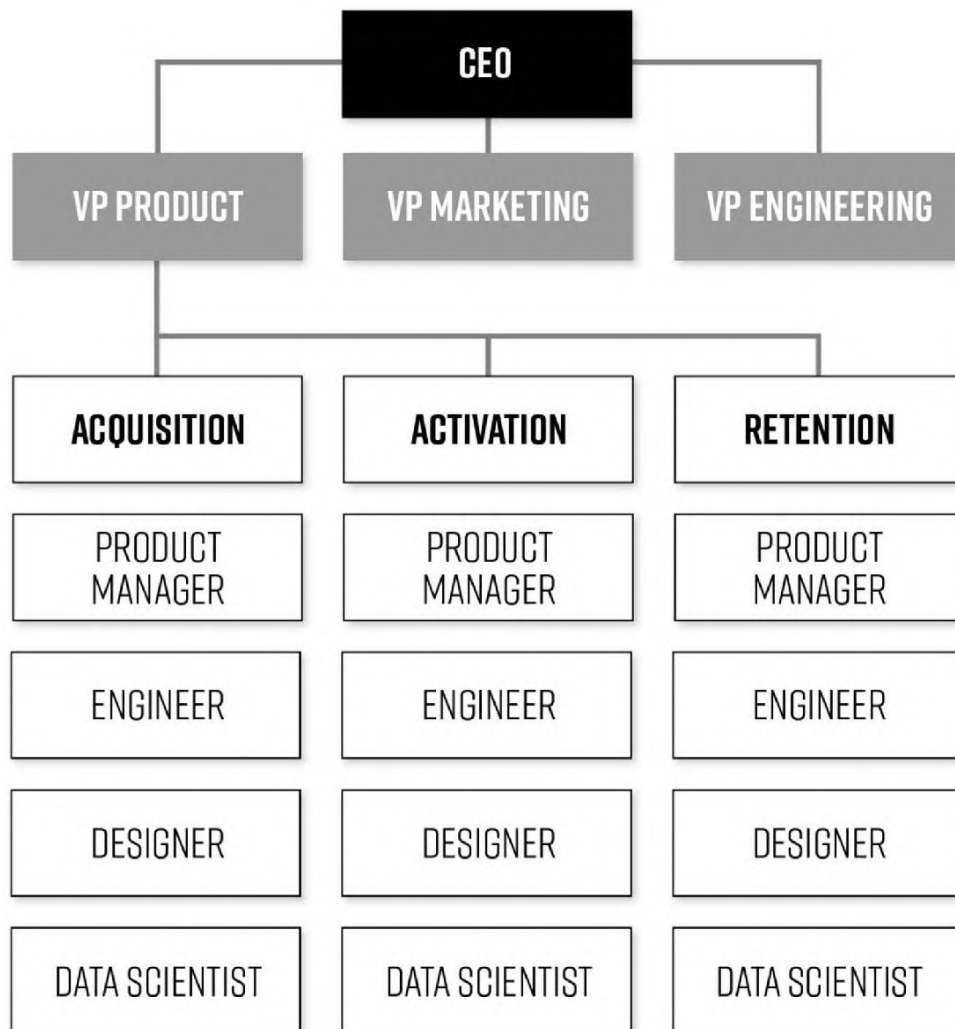 CEO
VP PRODUCT
VP MARKETING
VP ENGINEERING
ACQUISITION
ACTIVATION
RETENTION
PRODUCT
MANAGER
PRODUCT
MANAGER
PRODUCT
MANAGER
ENGINEER
ENGINEER
ENGINEER
DESIGNER
DESIGNER
DESIGNER
DATA SCIENTIST
DATA SCIENTIST
DATA SCIENTIST